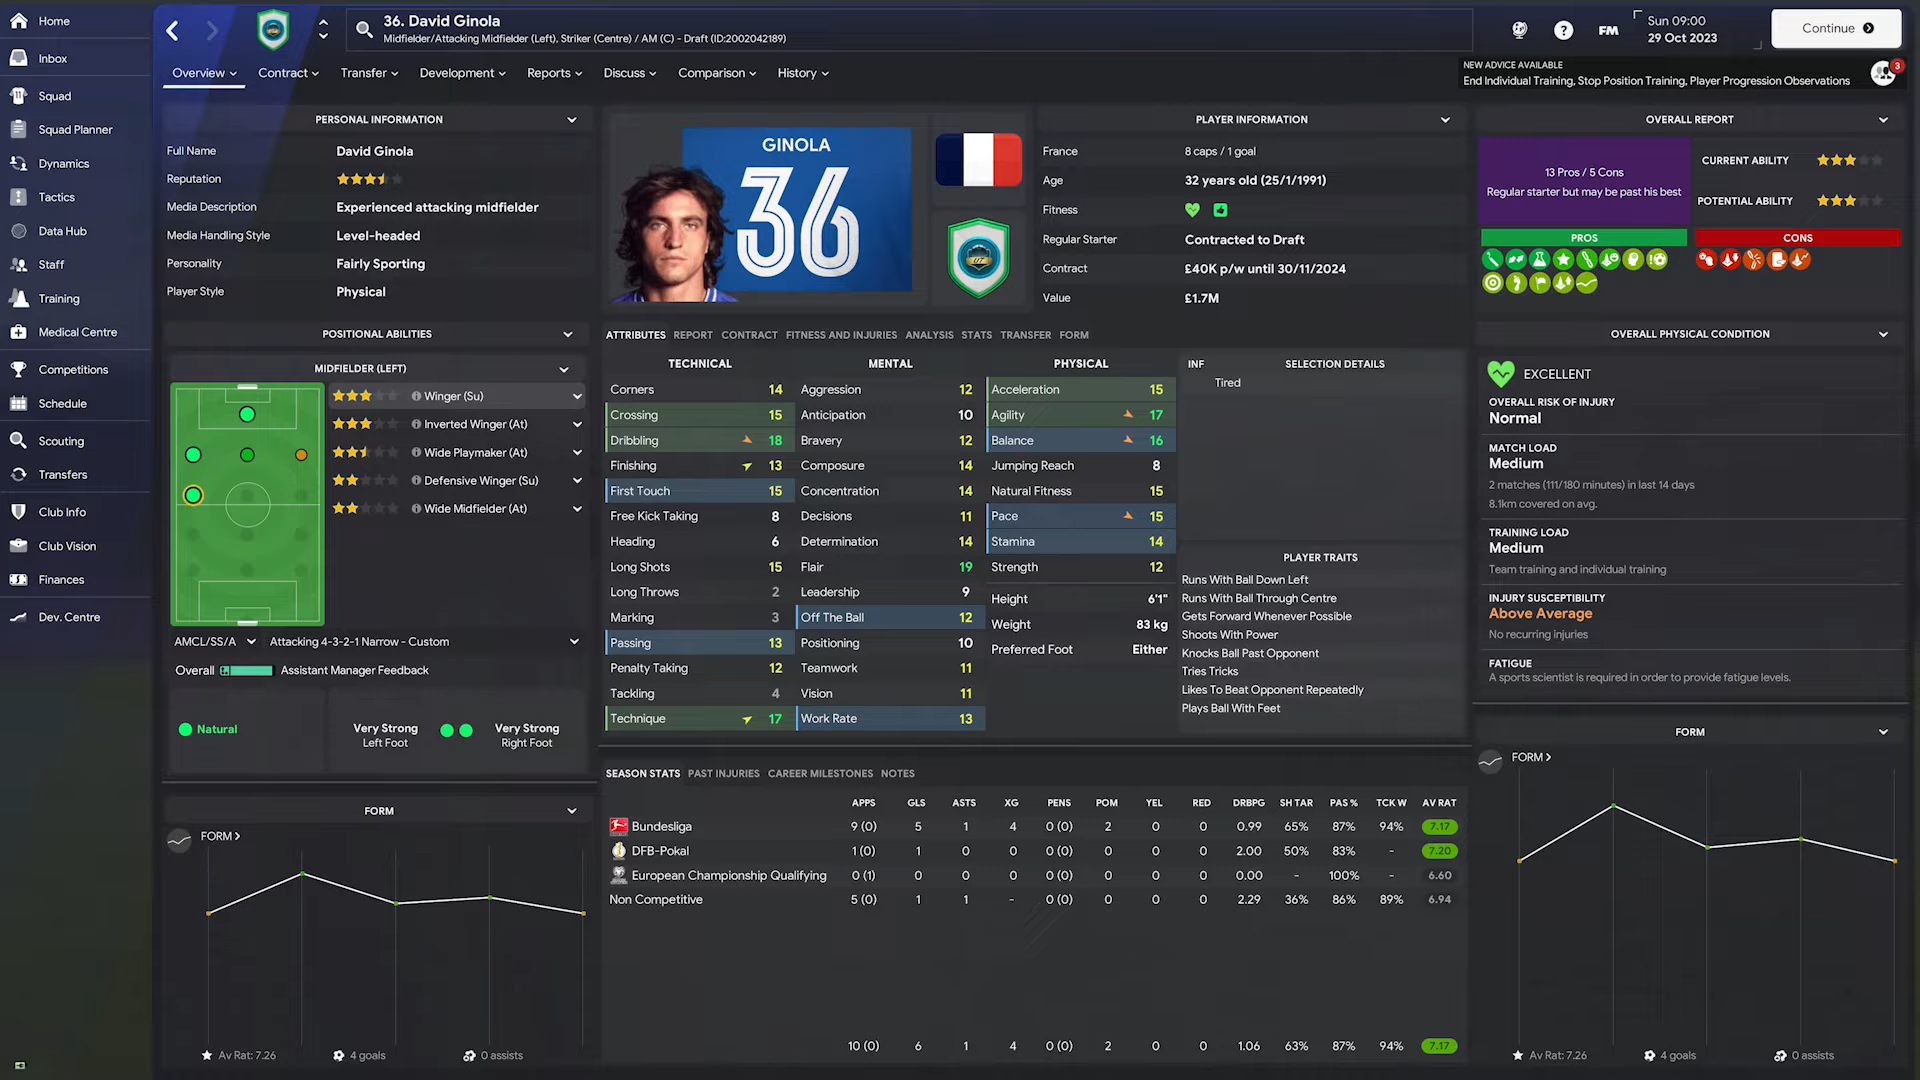 Home
Inbox
Squad
Squad Planner
Dynamics
Tactics
Data Hub
Staff
Training
Medical Centre
Competitions
Schedule
Scouting
Transfers
Club Info
Club Vision
Finances
Dev. Centre
36. David Ginola
Midfielder/Attacking Midfielder (Left), Striker (Centre) / AM (C) - Draft (ID:2002042189)
FM
Sun 09:00
29 Oct 2023
Continue
Overview Contract Transfer Development Reports Discuss Comparison History
NEW ADVICE AVAILABLE
End Individual Training, Stop Position Training, Player Progression Observations
3
PERSONAL INFORMATION
Full Name David Ginola
Reputation
Media Description Experienced attacking midfielder
Media Handling Style Level-headed
Personality Fairly Sporting
Player Style Physical
GINOLA
36
PLAYER INFORMATION
France 8 caps / 1 goal
Age 32 years old (25/1/1991)
Fitness
Regular Starter Contracted to Draft
Contract £40K p/w until 30/11/2024
Value £1.7M
OVERALL REPORT
13 Pros / 5 Cons
Regular starter but may be past his best
CURRENT ABILITY
POTENTIAL ABILITY
PROS CONS
POSITIONAL ABILITIES
MIDFIELDER (LEFT)
Winger (Su)
Inverted Winger (At)
Wide Playmaker (At)
Defensive Winger (Su)
Wide Midfielder (At)
AMCL/SS/A Attacking 4-3-2-1 Narrow - Custom
Overall Assistant Manager Feedback
Natural
Very Strong Very Strong
Left Foot Right Foot
ATTRIBUTES REPORT CONTRACT FITNESS AND INJURIES ANALYSIS STATS TRANSFER FORM
TECHNICAL
Corners 14
Crossing 15
Dribbling 18
Finishing 13
First Touch 15
Free Kick Taking 8
Heading 6
Long Shots 15
Long Throws 2
Marking 3
Passing 13
Penalty Taking 12
Tackling 4
Technique 17
MENTAL
Aggression 12
Anticipation 10
Bravery 12
Composure 14
Concentration 14
Decisions 11
Determination 14
Flair 19
Leadership 9
Off The Ball 12
Positioning 10
Teamwork 11
Vision 11
Work Rate 13
PHYSICAL
Acceleration 15
Agility 17
Balance 16
Jumping Reach 8
Natural Fitness 15
Pace 15
Stamina 14
Strength 12
Height 6'1"
Weight 83 kg
Preferred Foot Either
INF SELECTION DETAILS
Tired
PLAYER TRAITS
Runs With Ball Down Left
Runs With Ball Through Centre
Gets Forward Whenever Possible
Shoots With Power
Knocks Ball Past Opponent
Tries Tricks
Likes To Beat Opponent Repeatedly
Plays Ball With Feet
OVERALL PHYSICAL CONDITION
EXCELLENT
OVERALL RISK OF INJURY
Normal
MATCH LOAD
Medium
2 matches (111/180 minutes) in last 14 days
8.1km covered on avg.
TRAINING LOAD
Medium
Team training and individual training
INJURY SUSCEPTIBILITY
Above Average
No recurring injuries
FATIGUE
A sports scientist is required in order to provide fatigue levels.
FORM
FORM
Av Rat: 7.26 4 goals 0 assists
SEASON STATS PAST INJURIES CAREER MILESTONES NOTES
APPS GLS ASTS XG PENS POM YEL RED DRBPG SH TAR PAS % TCK W AV RAT
Bundesliga 9 (0) 5 1 4 0 (0) 2 0 0 0.99 65% 87% 94% 7.17
DFB-Pokal 1 (0) 1 0 0 0 (0) 0 0 0 2.00 50% 83% - 7.20
European Championship Qualifying 0 (1) 0 0 0 0 (0) 0 0 0 0.00 - 100% - 6.60
Non Competitive 5 (0) 1 1 - 0 (0) 0 0 0 2.29 36% 86% 89% 6.94
10 (0) 6 1 4 0 (0) 2 0 0 1.06 63% 87% 94% 7.17
FORM
FORM
Av Rat: 7.26 4 goals 0 assists